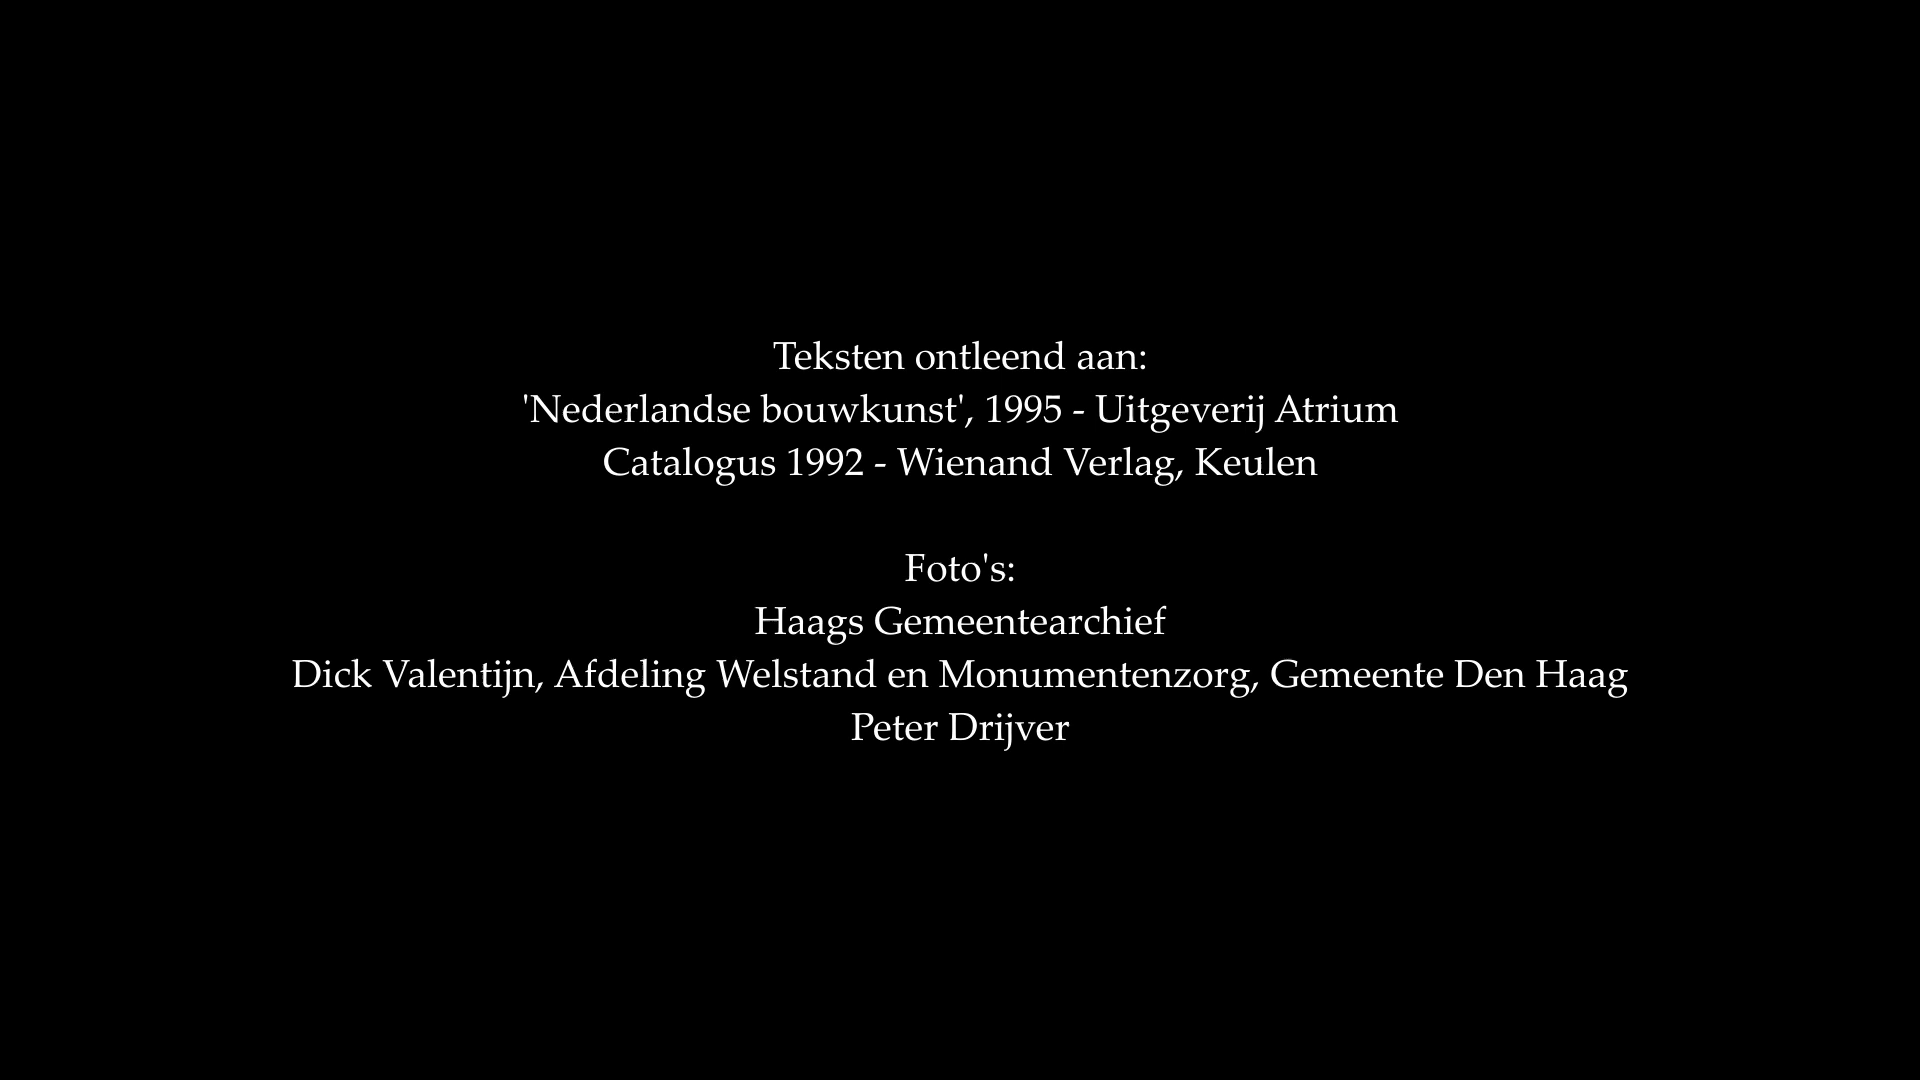 Teksten ontleend aan:
'Nederlandse bouwkunst', 1995 - Uitgeverij Atrium
Catalogus 1992 - Wienand Verlag, Keulen
Foto's:
Haags Gemeentearchief
Dick Valentijn, Afdeling Welstand en Monumentenzorg, Gemeente Den Haag
Peter Drijver